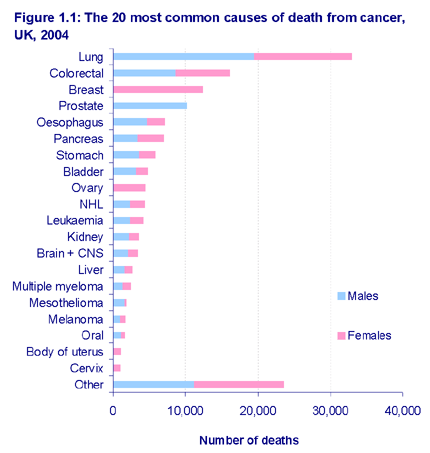 Figure 1.1: The 20 most common causes of death from cancer,
UK, 2004
Lung
Colorectal
Breast
Prostate
Oesophagus
Pancreas
Stomach
Bladder
Ovary
NHL
Leukaemia
Kidney
Brain + CNS
Liver
Multiple myeloma
Mesothelioma
Melanoma
Oral
Body of uterus
Cervix
Other
Males
Females
0 10,000 20,000 30,000 40,000
Number of deaths